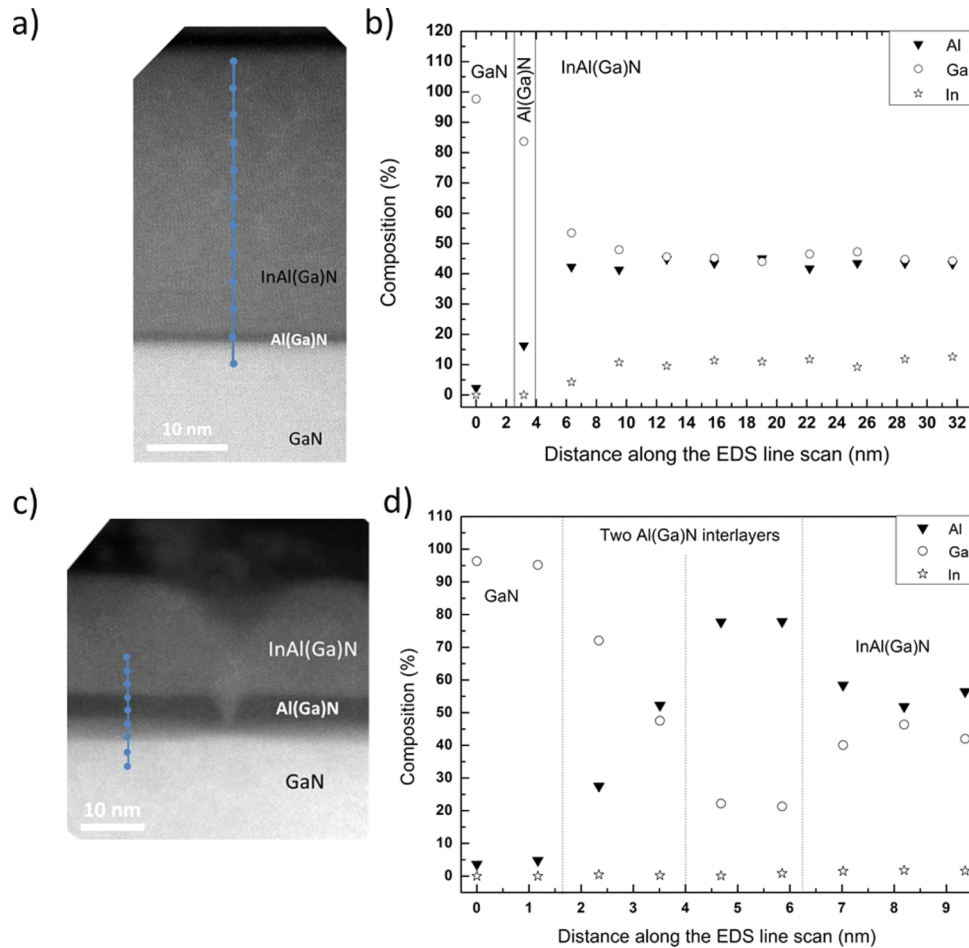 a)
InAl(Ga)N
Al(Ga)N
10 nm
GaN
b)
120
110
100
90
80
70
60
50
40
30
20
10
0
Composition (%)
GaN
Al(Ga)N
InAl(Ga)N
Al
Ga
In
0 2 4 6 8 10 12 14 16 18 20 22 24 26 28 30 32
Distance along the EDS line scan (nm)
c)
InAl(Ga)N
Al(Ga)N
GaN
10 nm
d)
110
100
90
80
70
60
50
40
30
20
10
0
Composition (%)
GaN
Two Al(Ga)N interlayers
InAl(Ga)N
Al
Ga
In
0 1 2 3 4 5 6 7 8 9
Distance along the EDS line scan (nm)